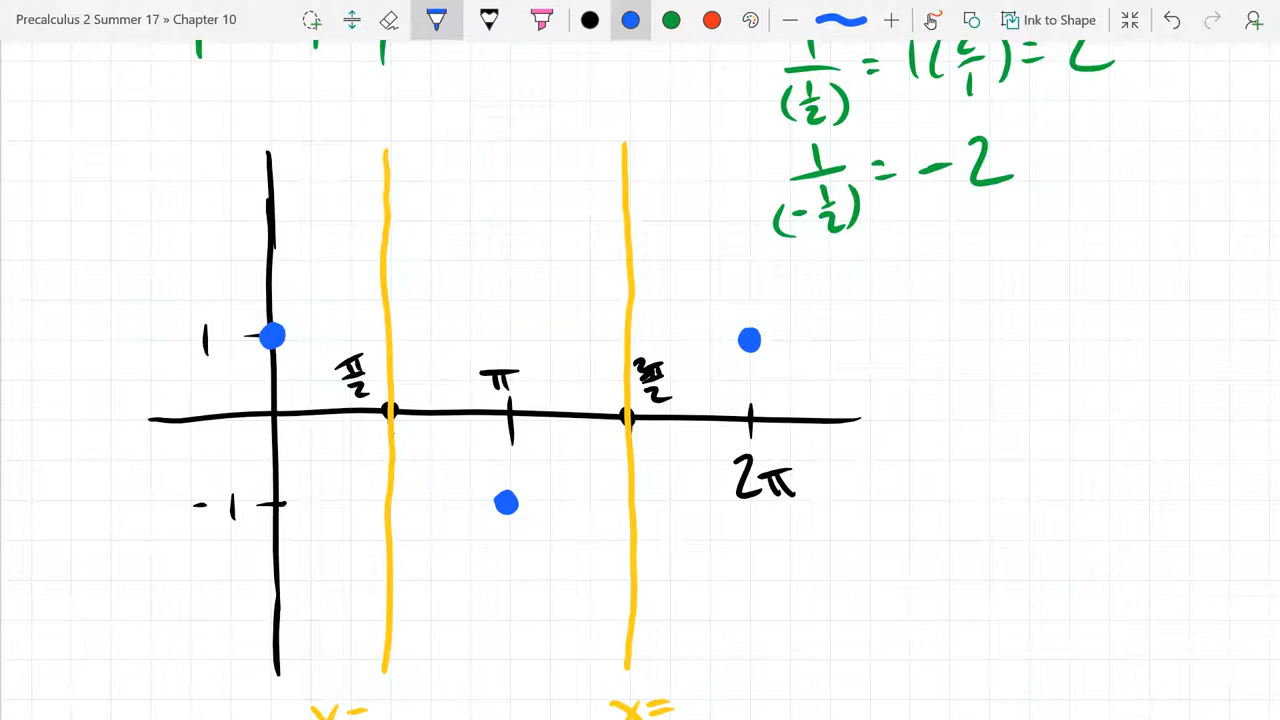 Precalculus 2 Summer 17 » Chapter 10
Ink to Shape
1/(1/2) = 1(2/1) = 2
1/(-1/2) = -2
1
π/2
π
3π/2
2π
-1
x=
x=